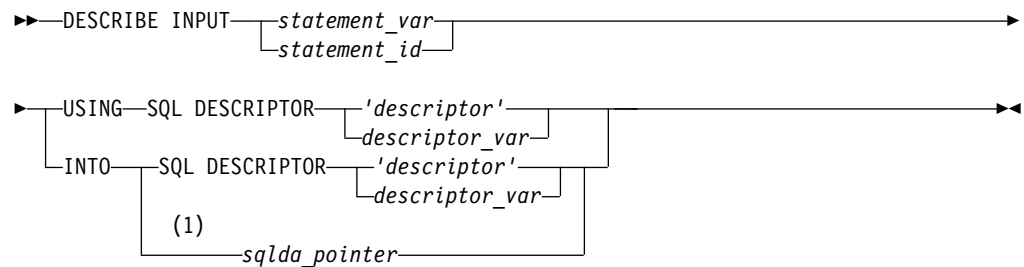 DESCRIBE INPUT statement_var
statement_id
USING SQL DESCRIPTOR 'descriptor'
descriptor_var
INTO SQL DESCRIPTOR 'descriptor'
descriptor_var
(1)
sqlda_pointer